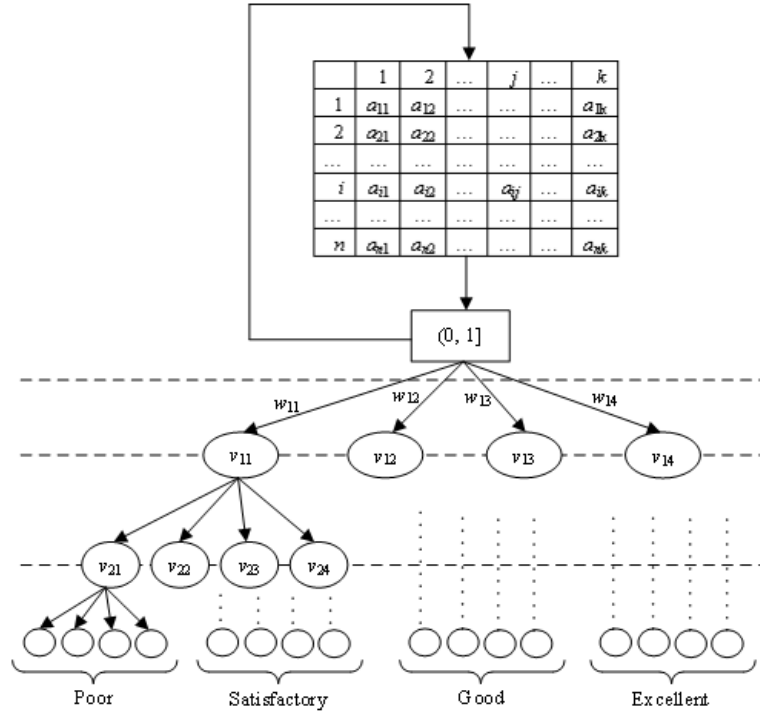 1 2 ... j ... k
1 a11 a12 ... a1k
2 a21 a22 ... a2k
... ... ... ... ... ... ...
i ai1 ai2 ... aij ... aik
... ... ... ... ... ... ...
n an1 an2 ... ... ... ank
(0, 1]
w11 w12 w13 w14
v11 v12 v13 v14
v21 v22 v23 v24
Poor Satisfactory Good Excellent